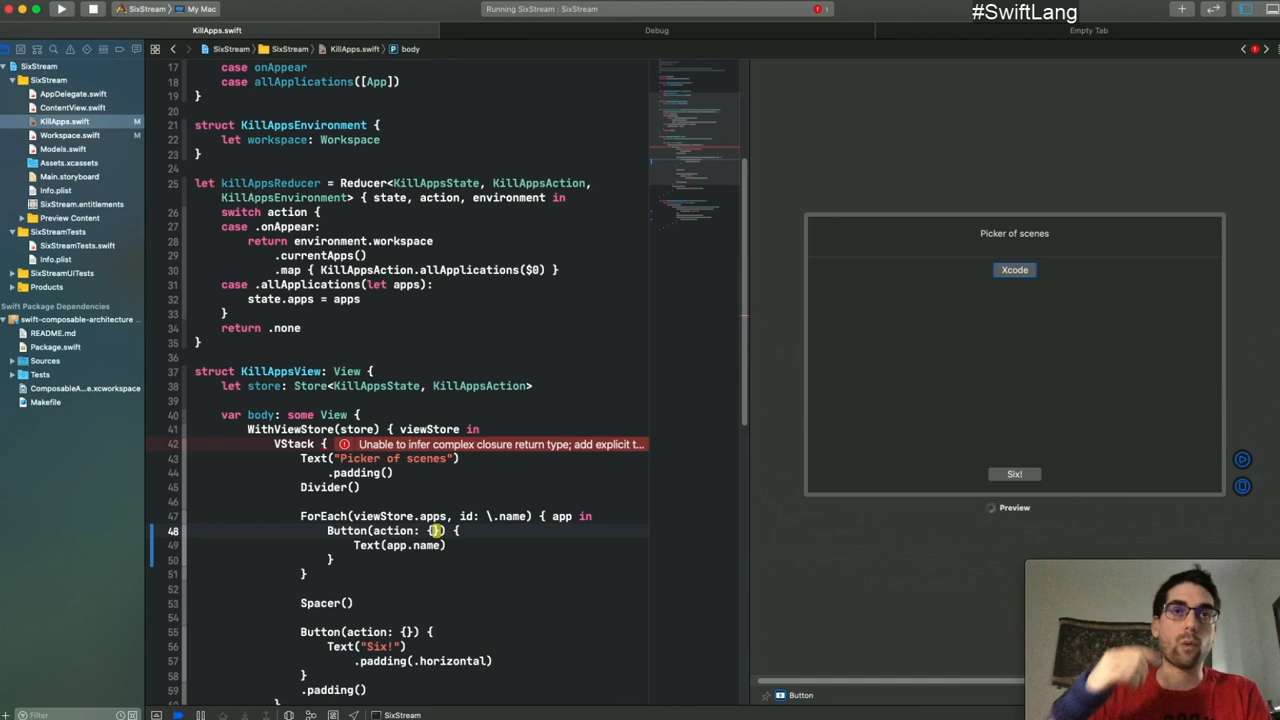 SixStream
My Mac
Running SixStream : SixStream
1
#SwiftLang
KillApps.swift
Debug
Empty Tab
SixStream
SixStream
KillApps.swift
body
SixStream
SixStream
AppDelegate.swift
ContentView.swift
KillApps.swift M
Workspace.swift M
Models.swift
Assets.xcassets
Main.storyboard
Info.plist
SixStream.entitlements
Preview Content
SixStreamTests
SixStreamTests.swift
Info.plist
SixStreamUITests
Products
Swift Package Dependencies
swift-composable-architecture ...
README.md
Package.swift
Sources
Tests
ComposableA...e.xcworkspace
Makefile
Filter
17 case onAppear
18 case allApplications([App])
19 }
20
21 struct KillAppsEnvironment {
22 let workspace: Workspace
23 }
24
25 let killAppsReducer = Reducer<KillAppsState, KillAppsAction,
KillAppsEnvironment> { state, action, environment in
26 switch action {
27 case .onAppear:
28 return environment.workspace
29 .currentApps()
30 .map { KillAppsAction.allApplications($0) }
31 case .allApplications(let apps):
32 state.apps = apps
33 }
34 return .none
35 }
36
37 struct KillAppsView: View {
38 let store: Store<KillAppsState, KillAppsAction>
39
40 var body: some View {
41 WithViewStore(store) { viewStore in
42 VStack { Unable to infer complex closure return type; add explicit t...
43 Text("Picker of scenes")
44 .padding()
45 Divider()
46
47 ForEach(viewStore.apps, id: \.name) { app in
48 Button(action: {}) {
49 Text(app.name)
50 }
51 }
52
53 Spacer()
54
55 Button(action: {}) {
56 Text("Six!")
57 .padding(.horizontal)
58 }
59 .padding()
SixStream
Picker of scenes
Xcode
Six!
Preview
Button